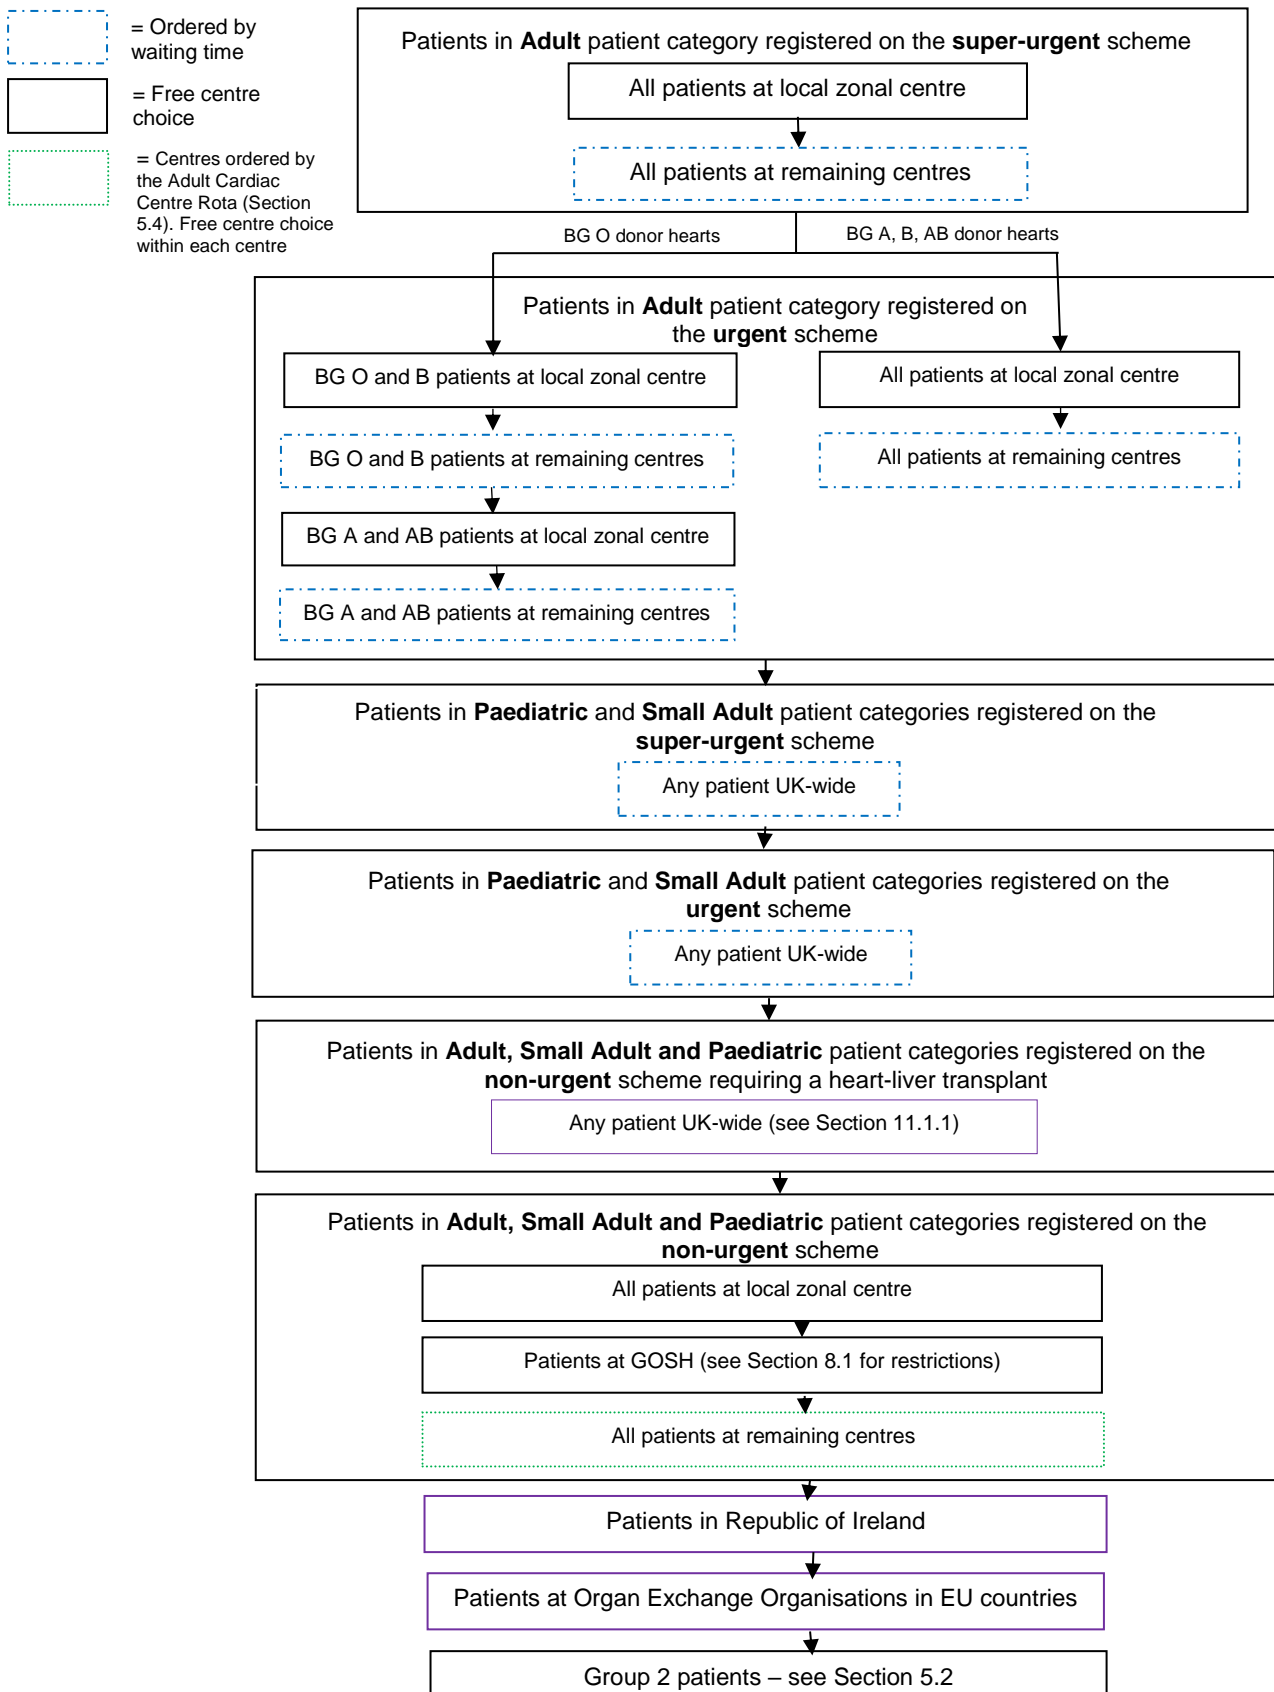 = Ordered by
waiting time
= Free centre
choice
= Centres ordered by
the Adult Cardiac
Centre Rota (Section
5.4). Free centre choice
within each centre
Patients in Adult patient category registered on the super-urgent scheme
All patients at local zonal centre
All patients at remaining centres
BG O donor hearts
BG A, B, AB donor hearts
Patients in Adult patient category registered on
the urgent scheme
BG O and B patients at local zonal centre
BG O and B patients at remaining centres
BG A and AB patients at local zonal centre
BG A and AB patients at remaining centres
All patients at local zonal centre
All patients at remaining centres
Patients in Paediatric and Small Adult patient categories registered on the
super-urgent scheme
Any patient UK-wide
Patients in Paediatric and Small Adult patient categories registered on the
urgent scheme
Any patient UK-wide
Patients in Adult, Small Adult and Paediatric patient categories registered on the
non-urgent scheme requiring a heart-liver transplant
Any patient UK-wide (see Section 11.1.1)
Patients in Adult, Small Adult and Paediatric patient categories registered on the
non-urgent scheme
All patients at local zonal centre
Patients at GOSH (see Section 8.1 for restrictions)
All patients at remaining centres
Patients in Republic of Ireland
Patients at Organ Exchange Organisations in EU countries
Group 2 patients – see Section 5.2